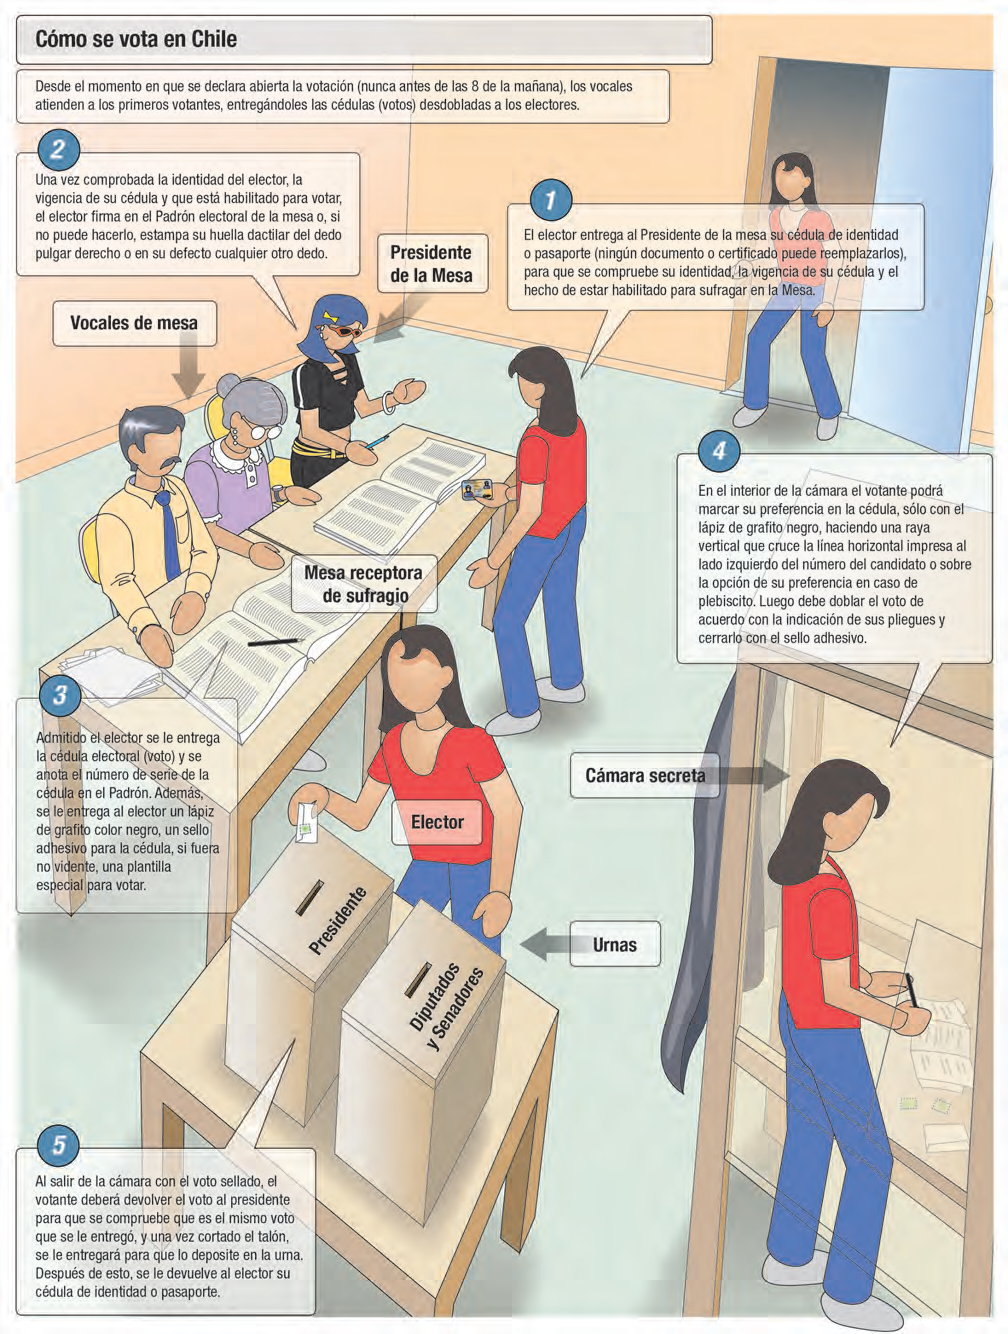 Cómo se vota en Chile
Desde el momento en que se declara abierta la votación (nunca antes de las 8 de la mañana), los vocales
atienden a los primeros votantes, entregándoles las cédulas (votos) desdobladas a los electores.
1
El elector entrega al Presidente de la mesa su cédula de identidad
o pasaporte (ningún documento o certificado puede reemplazarlos),
para que se compruebe su identidad, la vigencia de su cédula y el
hecho de estar habilitado para sufragar en la Mesa.
2
Una vez comprobada la identidad del elector, la
vigencia de su cédula y que está habilitado para votar,
el elector firma en el Padrón electoral de la mesa o, si
no puede hacerlo, estampa su huella dactilar del dedo
pulgar derecho o en su defecto cualquier otro dedo.
Presidente
de la Mesa
Vocales de mesa
Mesa receptora
de sufragio
3
Admitido el elector se le entrega
la cédula electoral (voto) y se
anota el número de serie de la
cédula en el Padrón. Además,
se le entrega al elector un lápiz
de grafito color negro, un sello
adhesivo para la cédula, si fuera
no vidente, una plantilla
especial para votar.
4
En el interior de la cámara el votante podrá
marcar su preferencia en la cédula, sólo con el
lápiz de grafito negro, haciendo una raya
vertical que cruce la línea horizontal impresa al
lado izquierdo del número del candidato o sobre
la opción de su preferencia en caso de
plebiscito. Luego debe doblar el voto de
acuerdo con la indicación de sus pliegues y
cerrarlo con el sello adhesivo.
Cámara secreta
Elector
Presidente
Diputados
y Senadores
Urnas
5
Al salir de la cámara con el voto sellado, el
votante deberá devolver el voto al presidente
para que se compruebe que es el mismo voto
que se le entregó, y una vez cortado el talón,
se le entregará para que lo deposite en la urna.
Después de esto, se le devuelve al elector su
cédula de identidad o pasaporte.